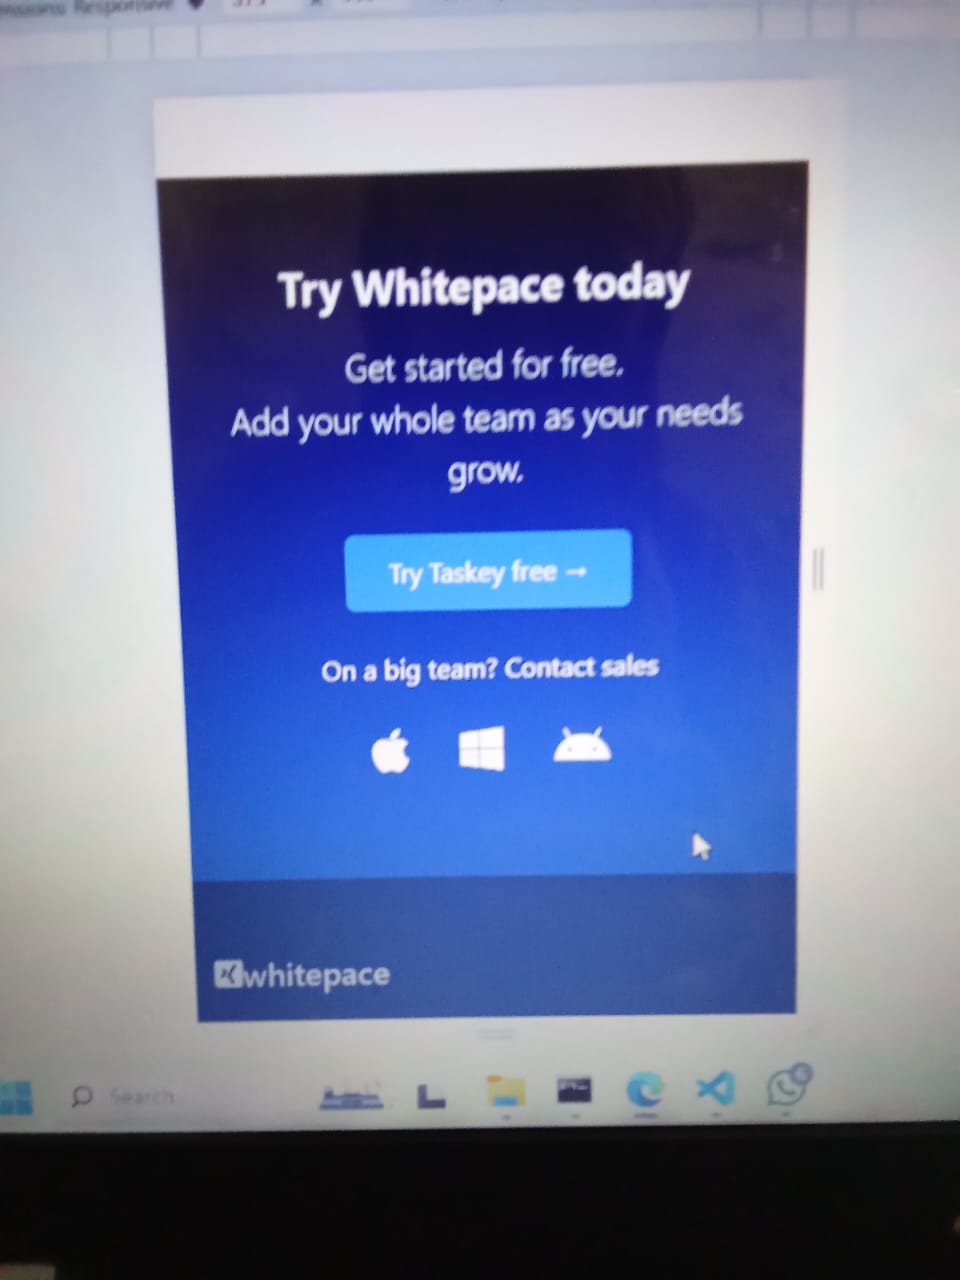 Responsive
Try Whitepace today
Get started for free.
Add your whole team as your needs
grow.
Try Taskey free →
On a big team? Contact sales
whitepace
Search